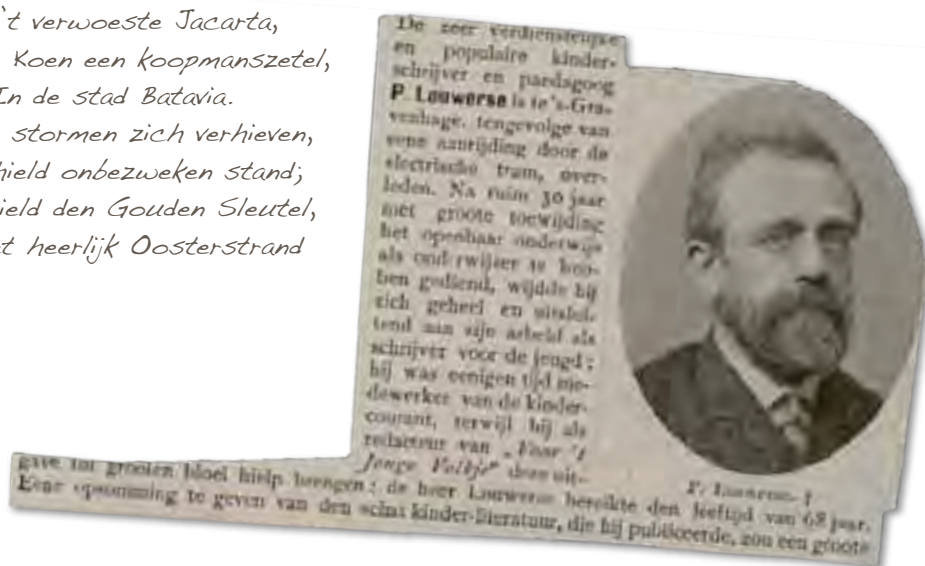 't verwoeste Jacarta,
Koen een koopmanszetel,
In de stad Batavia.
stormen zich verhieven,
hield onbezweken stand;
ield den Gouden Sleutel,
t heerlijk Oosterstrand
De zeer verdienstelijke
en populaire kinder-
schrijver en paedagoog
P. Louwerse is te 's-Gra-
venhage, tengevolge van
eene aanrijding door de
electrische tram, over-
leden. Na ruim 30 jaar
met groote toewijding
het openbaar onderwijs
als ond rwijzer te heb-
ben gediend, wijdde hij
zich geheel en uitslui-
tend aan zijn arbeid als
schrijver voor de jeugd;
hij was eenigen tijd me-
dewerker van de kinder-
courant, terwijl hij als
redacteur van „Voor 't
Jonge Volkje" deze uit-
gave tot grooten bloei hielp brengen; de heer Louwerse bereikte den leeftijd van 68 jaar.
Eene opsomming te geven van den schat kinder-literatuur, die hij publiceerde, zou een groote
P. Louwerse †